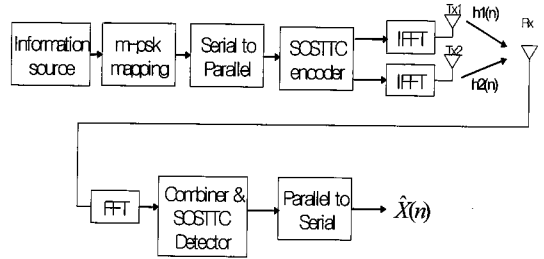 Information source
m-psk mapping
Serial to Parallel
SOSTTC encoder
IFFT
IFFT
Tx1
Tx2
h1(n)
h2(n)
Rx
FFT
Combiner & SOSTTC Detector
Parallel to Serial
X̂(n)